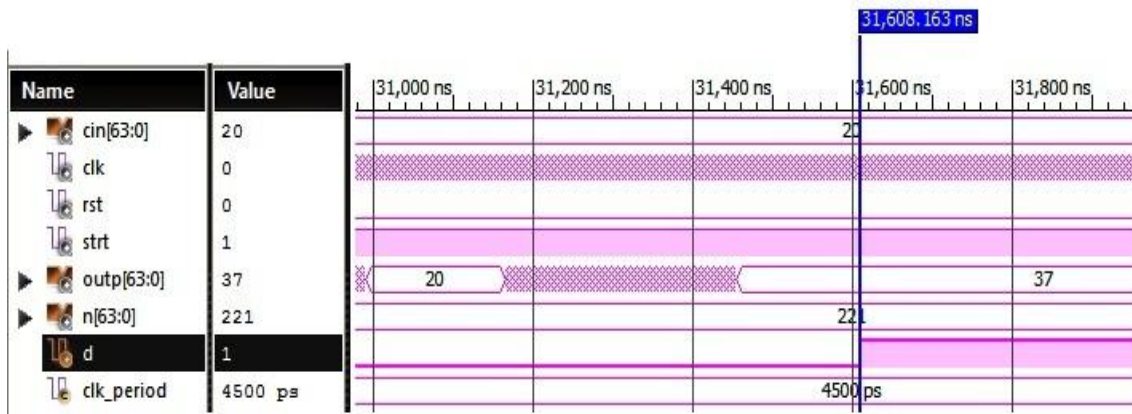 31,608.163 ns
Name Value 31,000 ns 31,200 ns 31,400 ns 31,600 ns 31,800 ns
cin[63:0] 20 20
clk 0
rst 0
strt 1
outp[63:0] 37 20 37
n[63:0] 221 221
d 1
clk_period 4500 ps 4500 ps